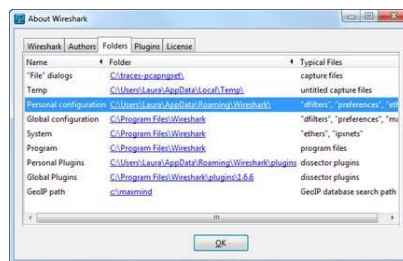 About Wireshark
Wireshark Authors Folders Plugins License
Name Folder Typical Files
"File" dialogs C:\traces-pcapngset\ capture files
Temp C:\Users\Laura\AppData\Local\Temp\ untitled capture files
Personal configuration C:\Users\Laura\AppData\Roaming\Wireshark\ "dfilters", "preferences", "eth
Global configuration C:\Program Files\Wireshark "dfilters", "preferences", "ma
System C:\Program Files\Wireshark "ethers", "ipxnets"
Program C:\Program Files\Wireshark program files
Personal Plugins C:\Users\Laura\AppData\Roaming\Wireshark\plugins dissector plugins
Global Plugins C:\Program Files\Wireshark\plugins\1.6.6 dissector plugins
GeoIP path c:\maxmind GeoIP database search path
OK